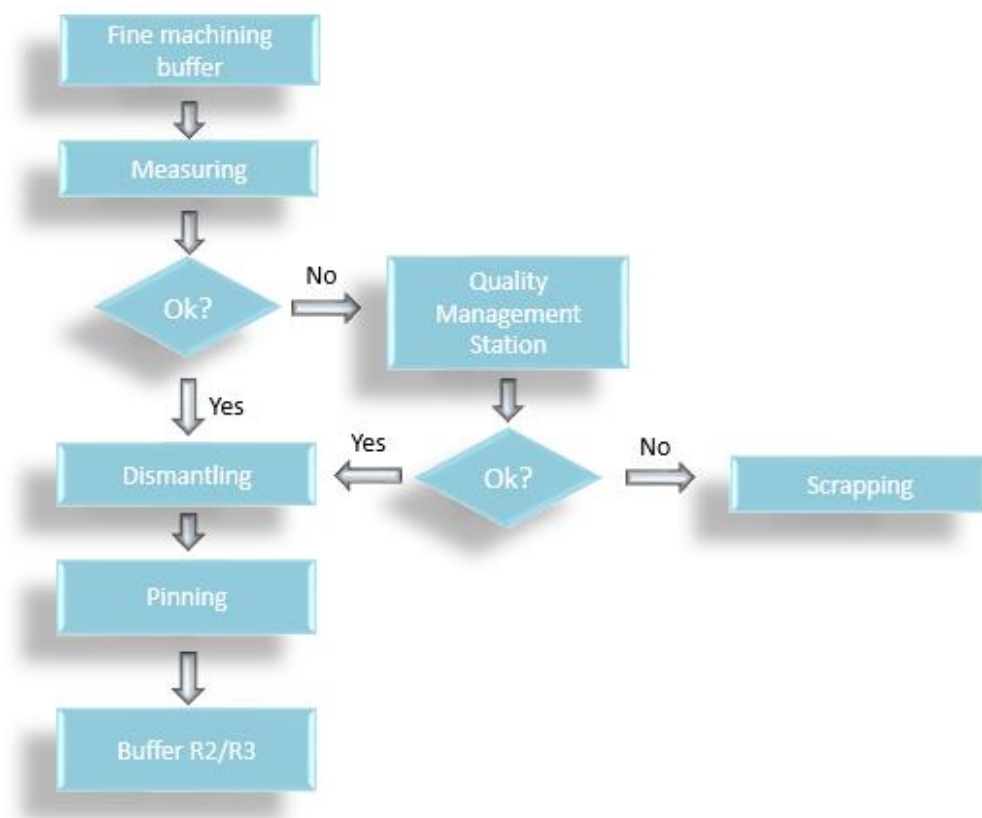 Fine machining
buffer
Measuring
Ok?
No
Quality
Management
Station
Yes
Dismantling
Yes
Ok?
No
Scrapping
Pinning
Buffer R2/R3